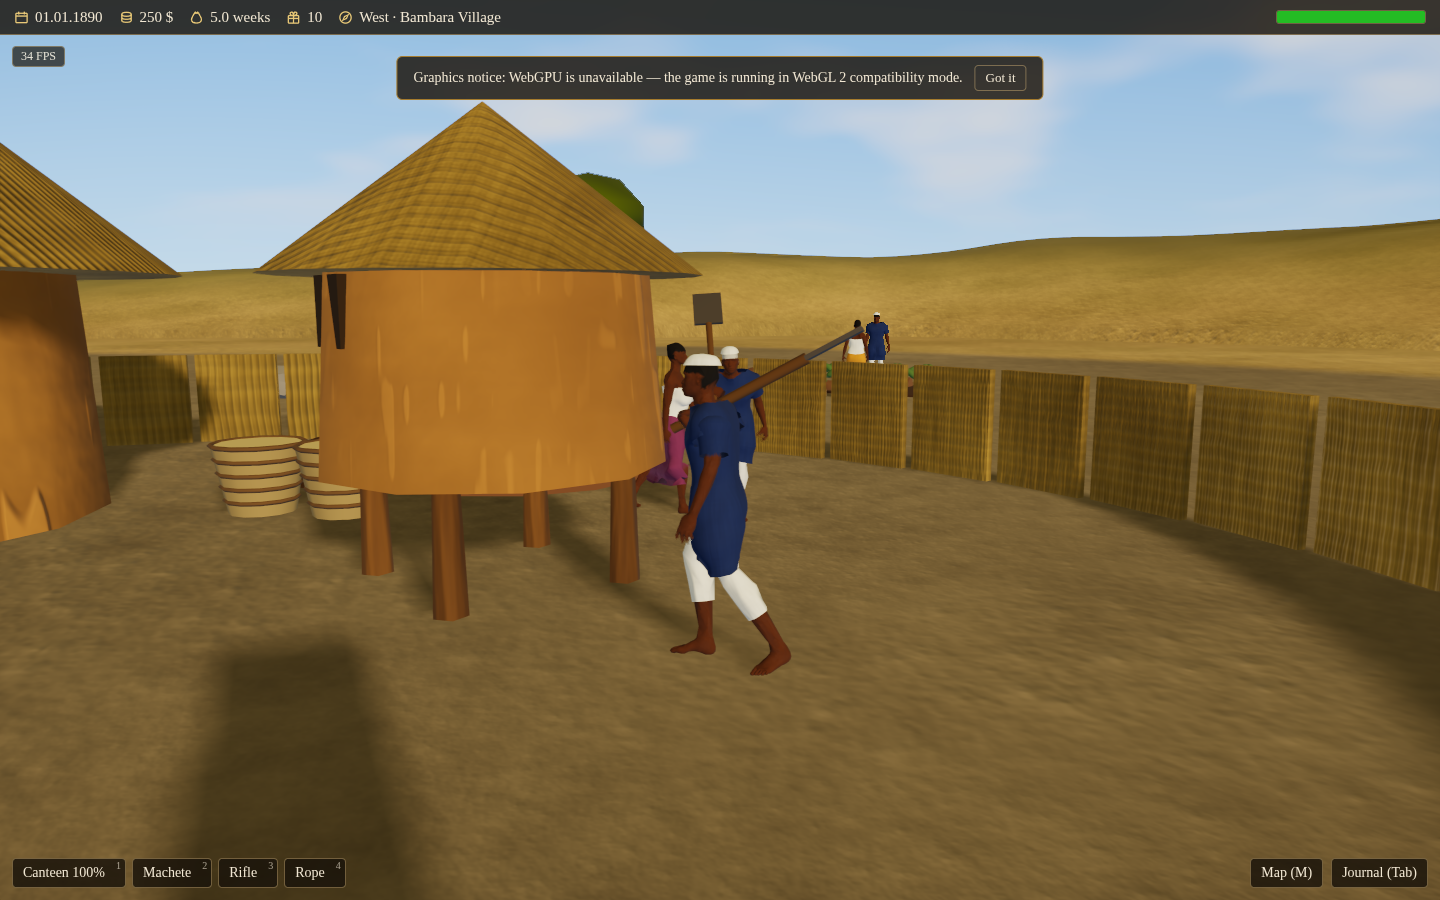 01.01.1890 250 $ 5.0 weeks 10 West · Bambara Village
34 FPS
Graphics notice: WebGPU is unavailable — the game is running in WebGL 2 compatibility mode. Got it
Canteen 100% 1 Machete 2 Rifle 3 Rope 4 Map (M) Journal (Tab)